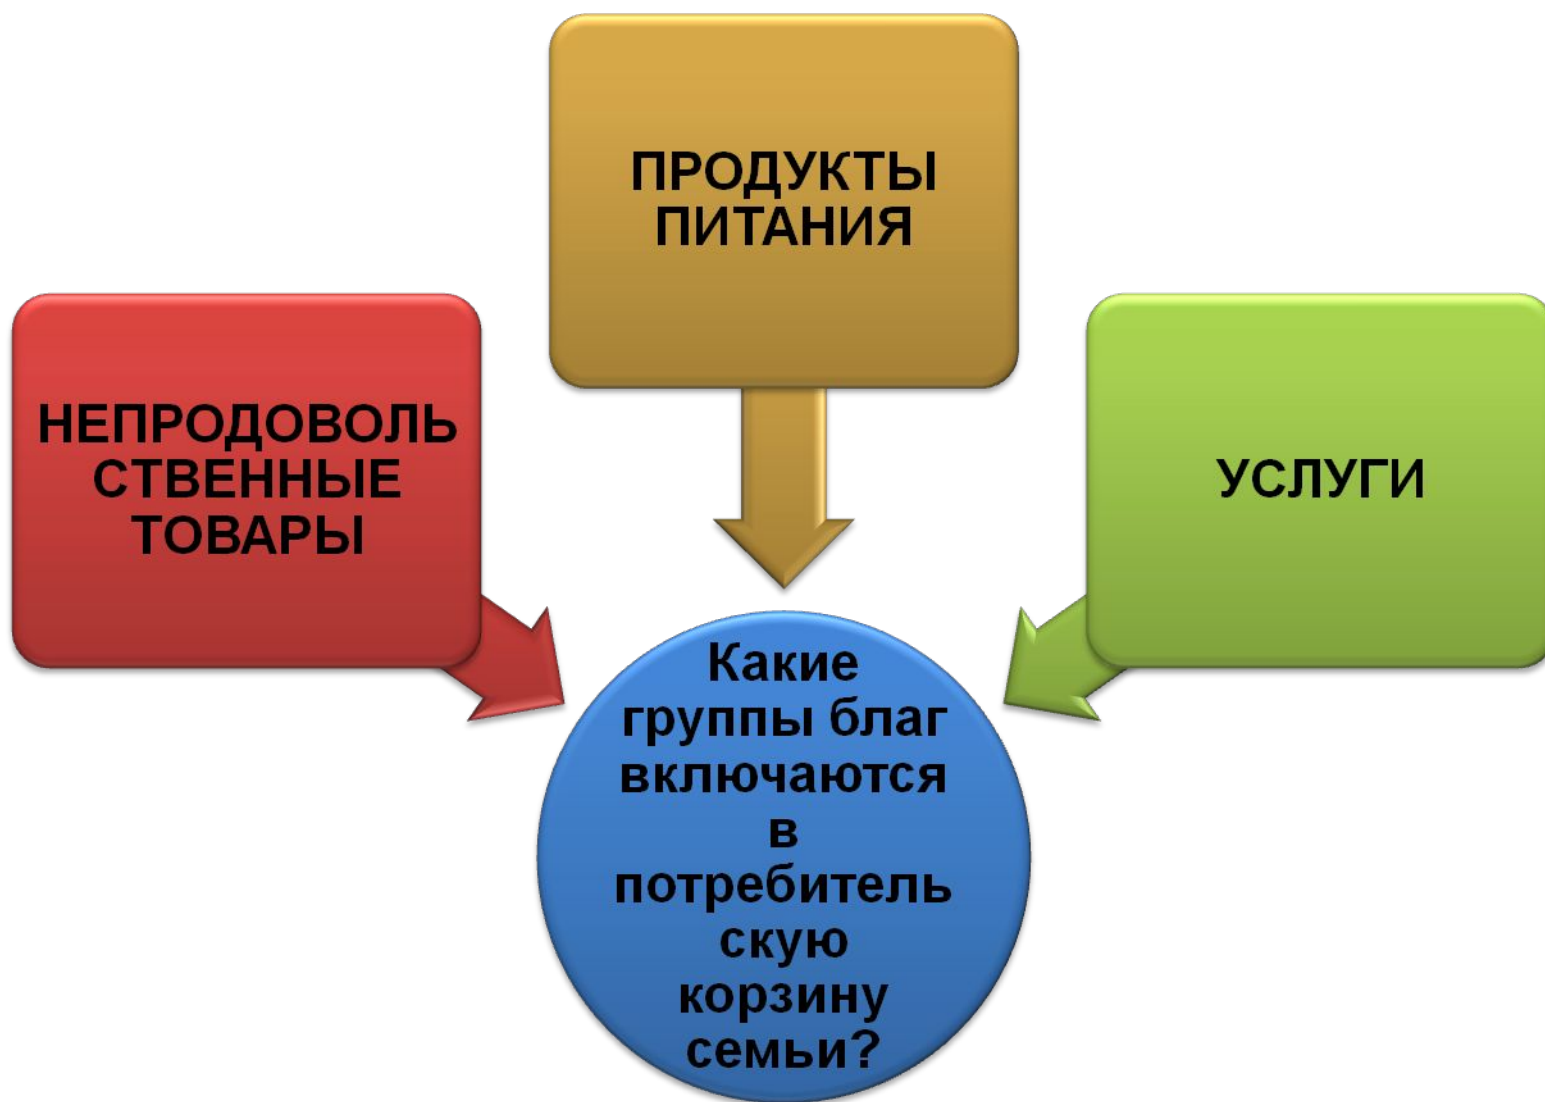 ПРОДУКТЫ
ПИТАНИЯ
НЕПРОДОВОЛЬ
СТВЕННЫЕ
ТОВАРЫ
УСЛУГИ
Какие
группы благ
включаются
в
потребитель
скую
корзину
семьи?